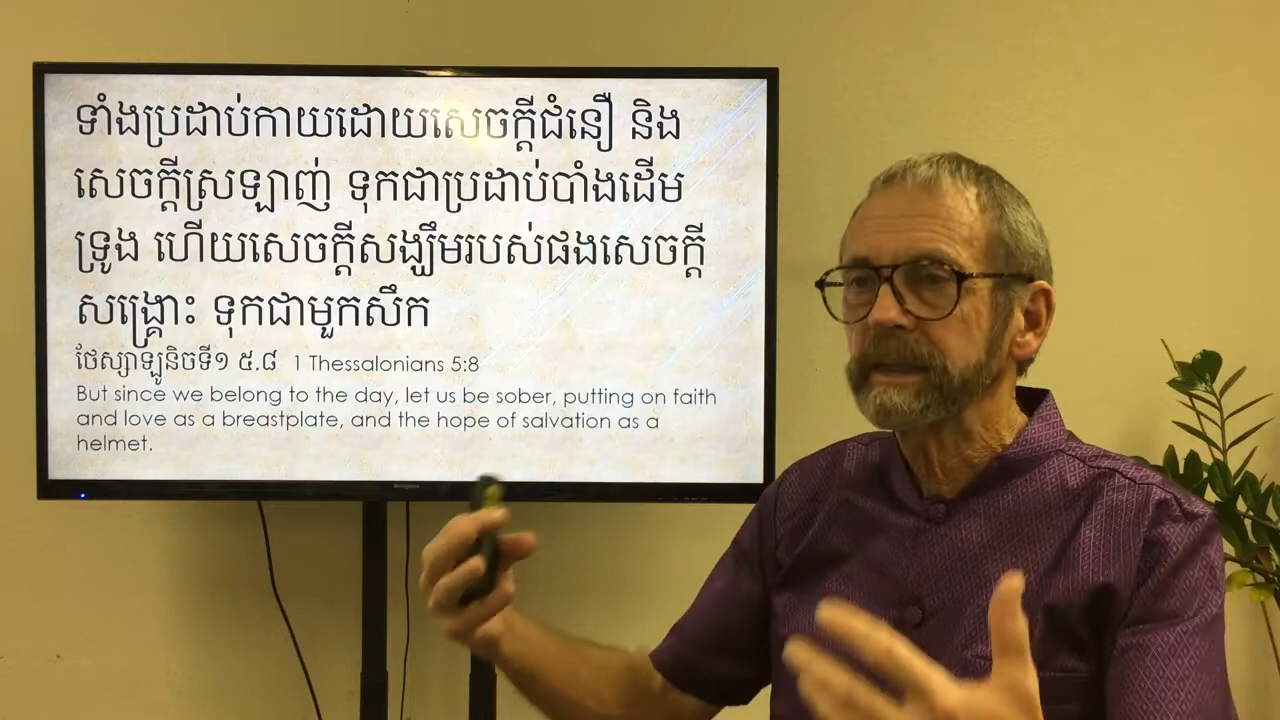 ទាំងប្រដាប់កាយដោយសេចក្ដីជំនឿ និង
សេចក្ដីស្រឡាញ់ ទុកជាប្រដាប់បាំងដើម
ទ្រូង ហើយសេចក្ដីសង្ឃឹមរបស់ផងសេចក្ដី
សង្គ្រោះ ទុកជាមួកសឹក
ថែស្សាឡូនិចទី១ ៥.៨ 1 Thessalonians 5:8
But since we belong to the day, let us be sober, putting on faith
and love as a breastplate, and the hope of salvation as a
helmet.